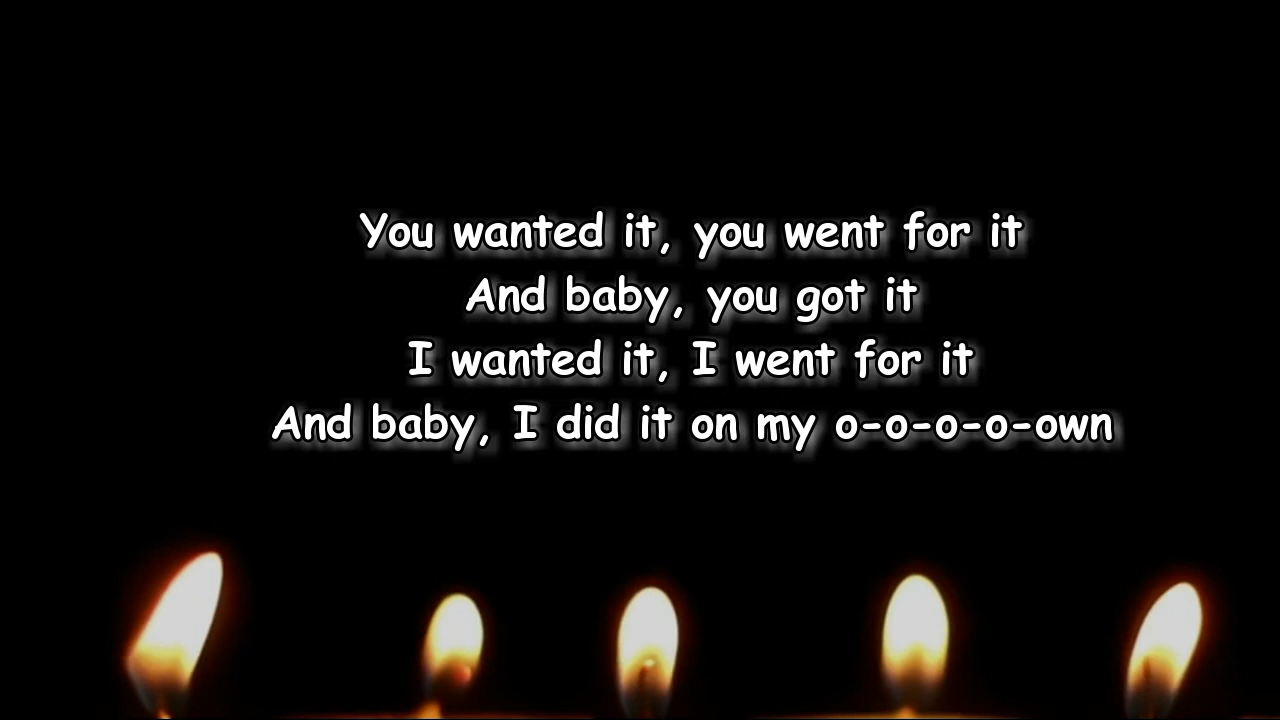 You wanted it, you went for it
And baby, you got it
I wanted it, I went for it
And baby, I did it on my o-o-o-o-own